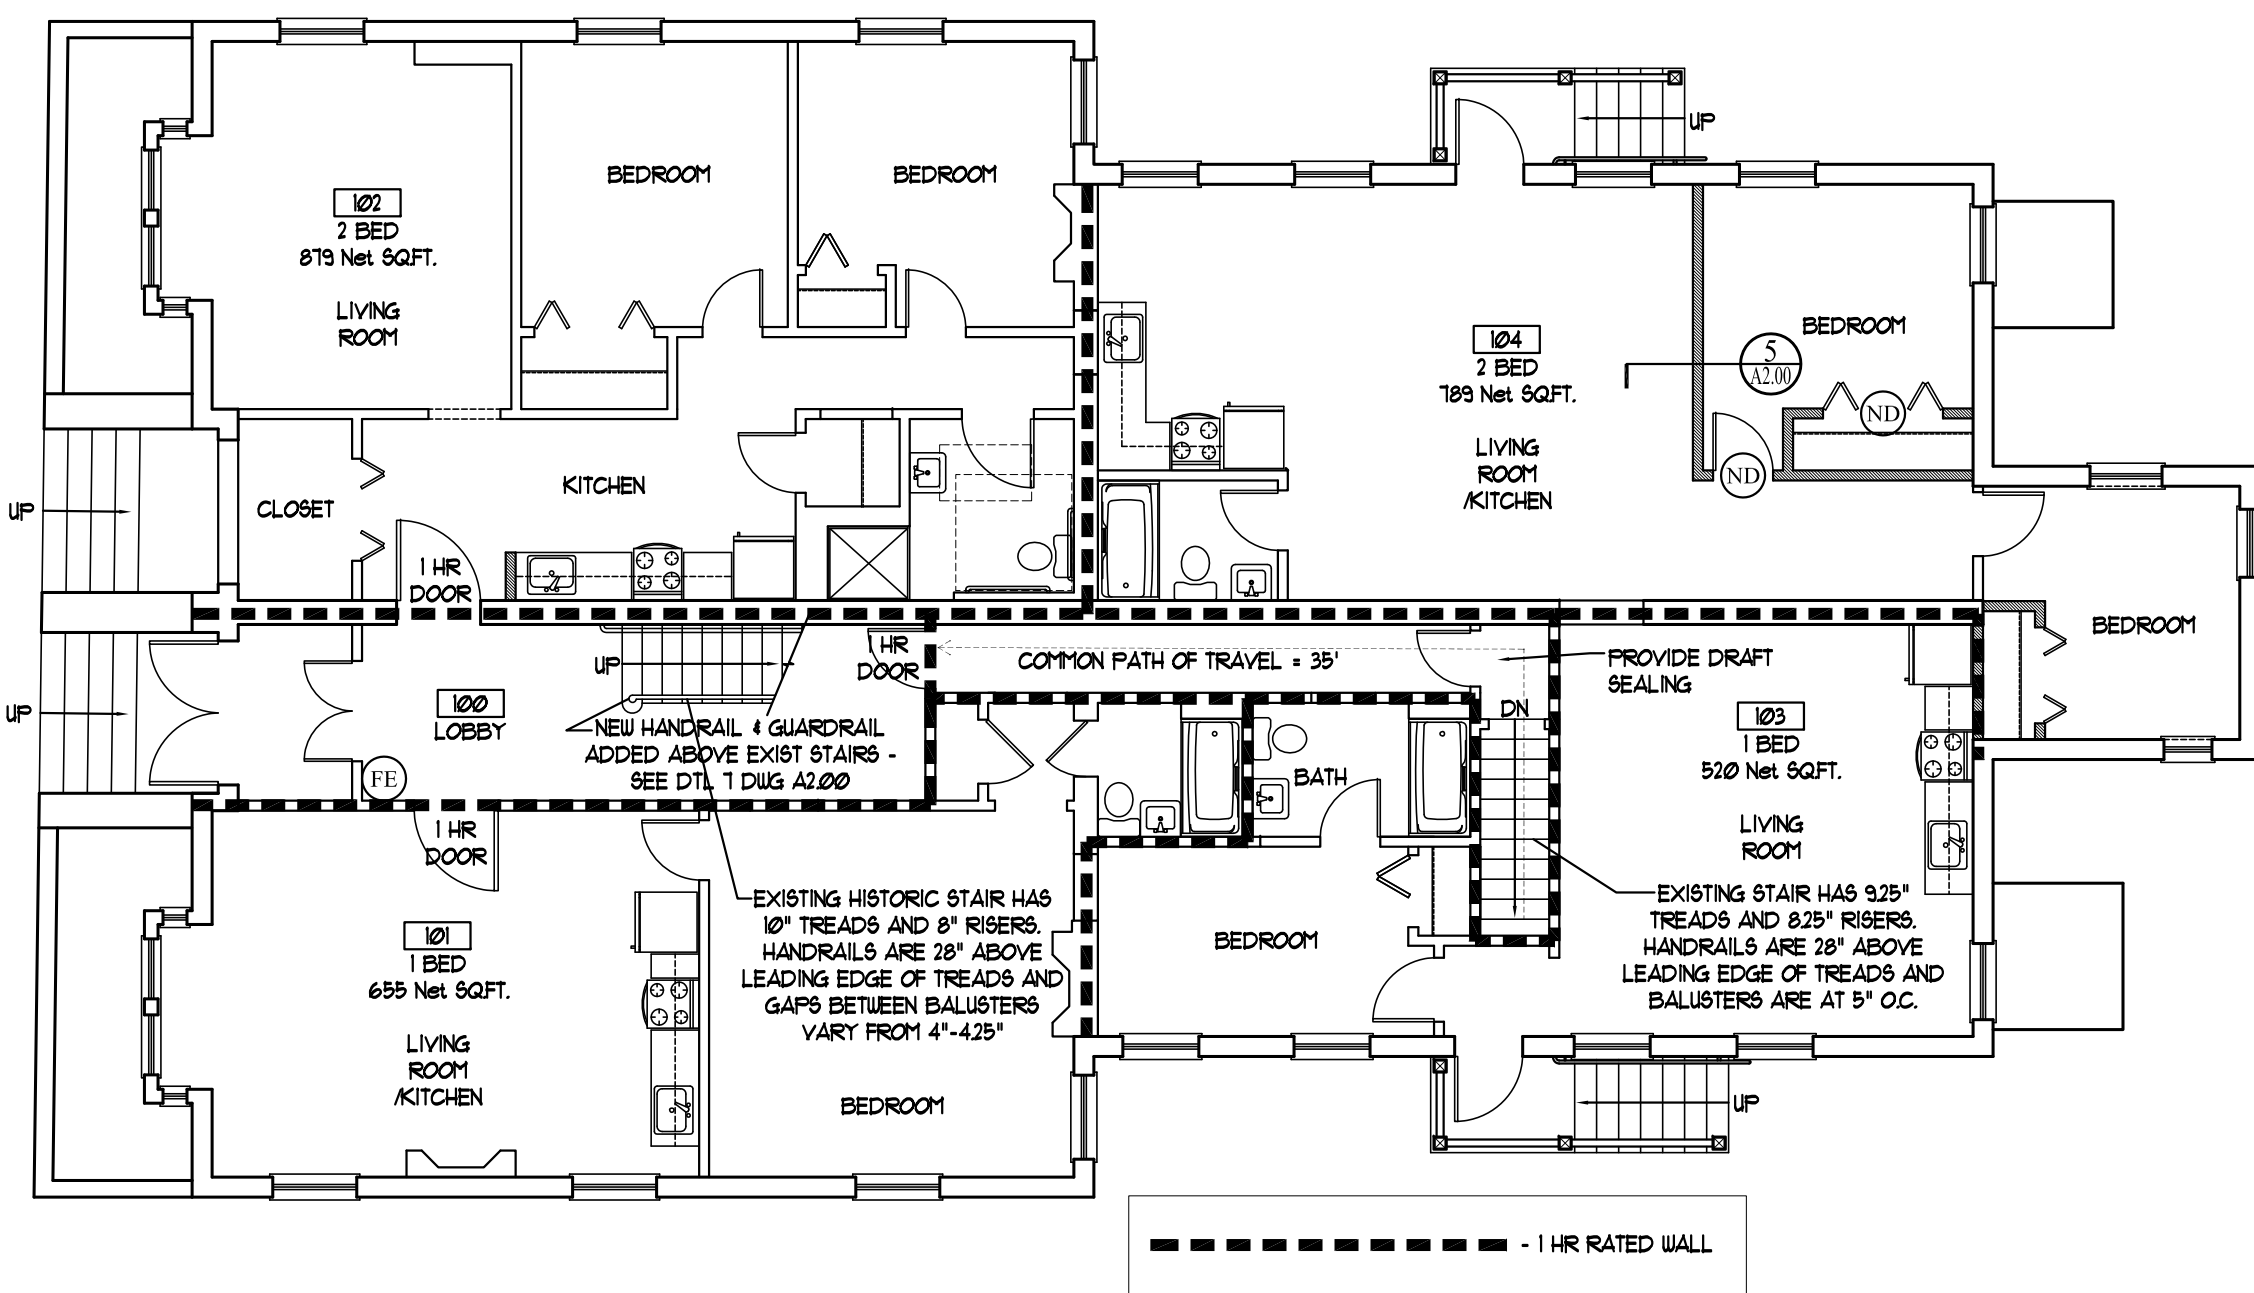 102
2 BED
879 Net SQ.FT.
LIVING
ROOM
BEDROOM
BEDROOM
UP
104
2 BED
789 Net SQ.FT.
LIVING
ROOM
/KITCHEN
5
A2.00
BEDROOM
ND
ND
UP
CLOSET
KITCHEN
1 HR
DOOR
BEDROOM
UP
100
LOBBY
FE
UP
1 HR
DOOR
COMMON PATH OF TRAVEL = 35'
PROVIDE DRAFT
SEALING
NEW HANDRAIL & GUARDRAIL
ADDED ABOVE EXIST STAIRS -
SEE DTL 7 DWG A2.00
DN
BATH
103
1 BED
520 Net SQ.FT.
LIVING
ROOM
1 HR
DOOR
101
1 BED
655 Net SQ.FT.
LIVING
ROOM
/KITCHEN
EXISTING HISTORIC STAIR HAS
10" TREADS AND 8" RISERS.
HANDRAILS ARE 28" ABOVE
LEADING EDGE OF TREADS AND
GAPS BETWEEN BALUSTERS
VARY FROM 4"-4.25"
BEDROOM
BEDROOM
EXISTING STAIR HAS 9.25"
TREADS AND 8.25" RISERS.
HANDRAILS ARE 28" ABOVE
LEADING EDGE OF TREADS AND
BALUSTERS ARE AT 5" O.C.
UP
- 1 HR RATED WALL